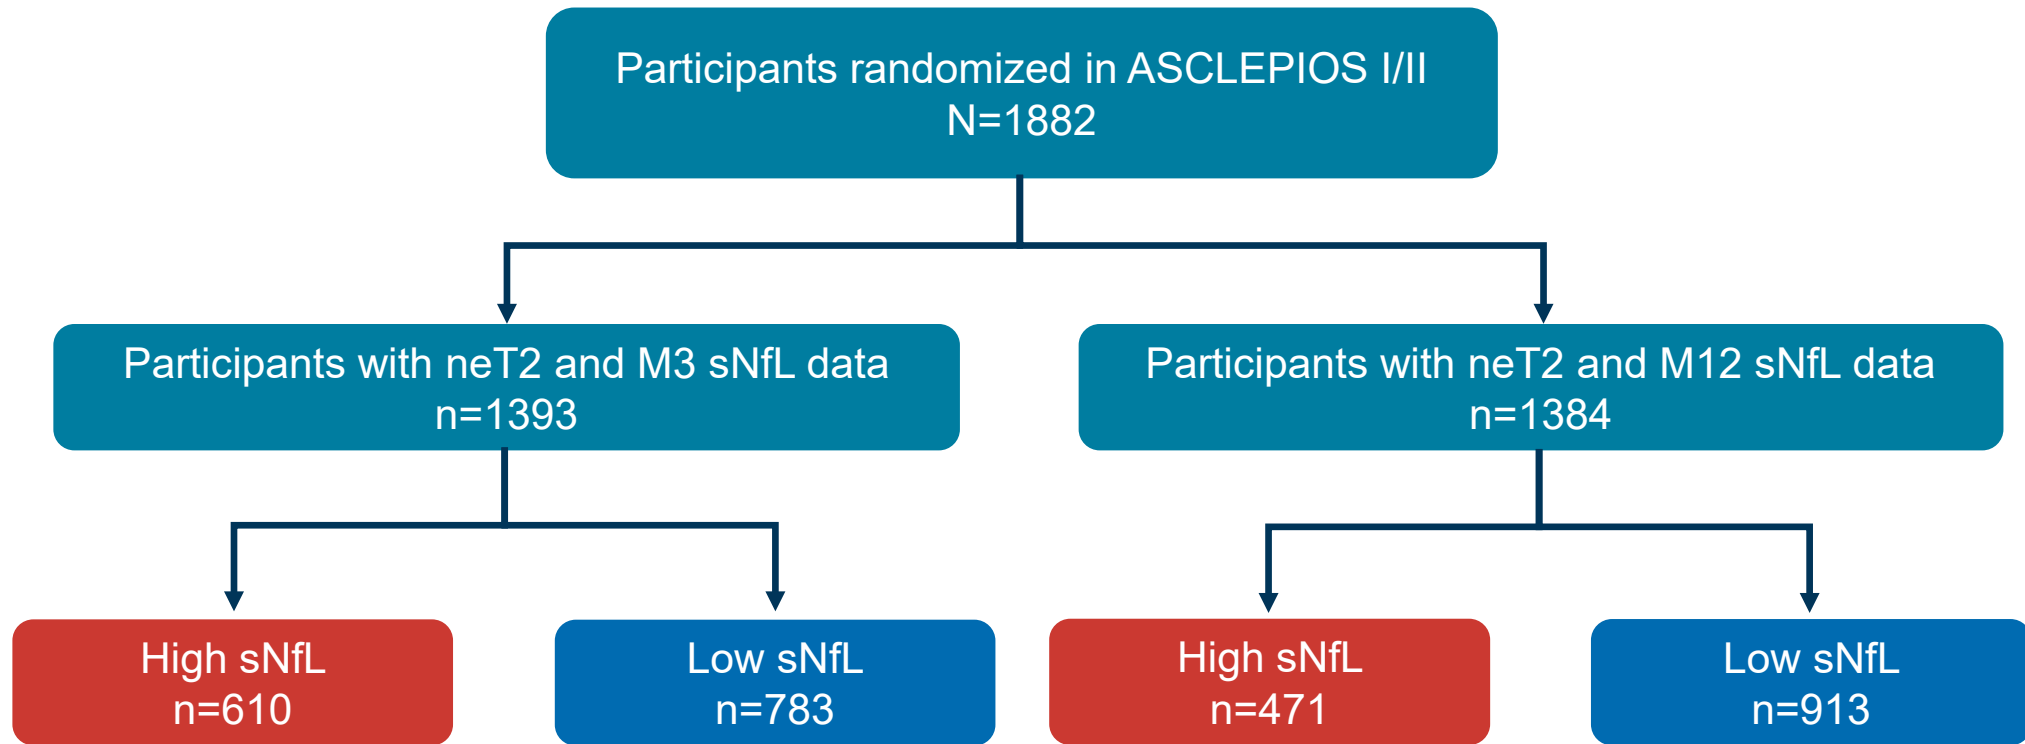 Participants randomized in ASCLEPIOS I/II
N=1882
Participants with neT2 and M3 sNfL data
n=1393
Participants with neT2 and M12 sNfL data
n=1384
High sNfL
n=610
Low sNfL
n=783
High sNfL
n=471
Low sNfL
n=913